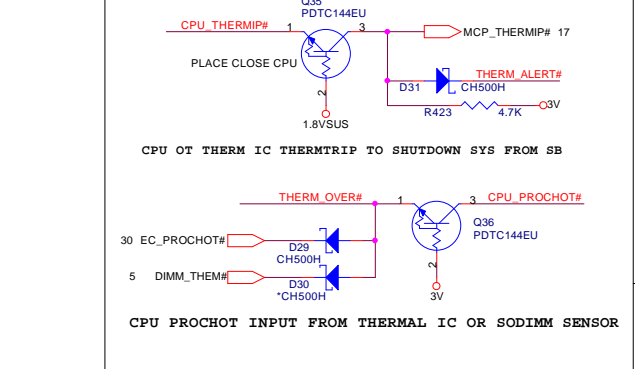 Q35
PDTC144EU
CPU_THERMIP# 1 3
MCP_THERMIP# 17
PLACE CLOSE CPU
THERM_ALERT#
D31 CH500H
2
R423 4.7K 3V
1.8VSUS
CPU OT THERM IC THERMTRIP TO SHUTDOWN SYS FROM SB
THERM_OVER# 1 3 CPU_PROCHOT#
Q36
PDTC144EU
30 EC_PROCHOT#
D29
CH500H
2
5 DIMM_THEM#
D30
*CH500H
3V
CPU PROCHOT INPUT FROM THERMAL IC OR SODIMM SENSOR